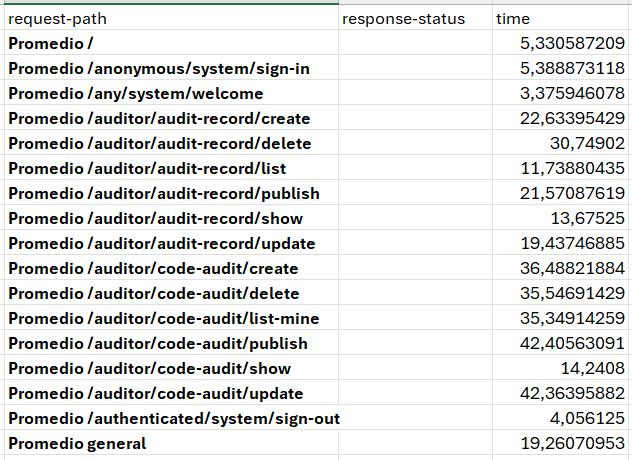 request-path response-status time
Promedio / 5,330587209
Promedio /anonymous/system/sign-in 5,388873118
Promedio /any/system/welcome 3,375946078
Promedio /auditor/audit-record/create 22,63395429
Promedio /auditor/audit-record/delete 30,74902
Promedio /auditor/audit-record/list 11,73880435
Promedio /auditor/audit-record/publish 21,57087619
Promedio /auditor/audit-record/show 13,67525
Promedio /auditor/audit-record/update 19,43746885
Promedio /auditor/code-audit/create 36,48821884
Promedio /auditor/code-audit/delete 35,54691429
Promedio /auditor/code-audit/list-mine 35,34914259
Promedio /auditor/code-audit/publish 42,40563091
Promedio /auditor/code-audit/show 14,2408
Promedio /auditor/code-audit/update 42,36395882
Promedio /authenticated/system/sign-out 4,056125
Promedio general 19,26070953